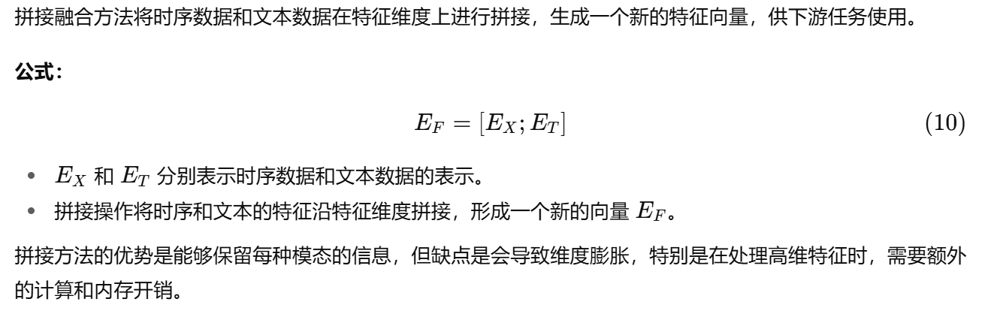 拼接融合方法将时序数据和文本数据在特征维度上进行拼接，生成一个新的特征向量，供下游任务使用。
公式：
E_F = [E_X; E_T] (10)
• E_X 和 E_T 分别表示时序数据和文本数据的表示。
• 拼接操作将时序和文本的特征沿特征维度拼接，形成一个新的向量 E_F。
拼接方法的优势是能够保留每种模态的信息，但缺点是会导致维度膨胀，特别是在处理高维特征时，需要额外
的计算和内存开销。